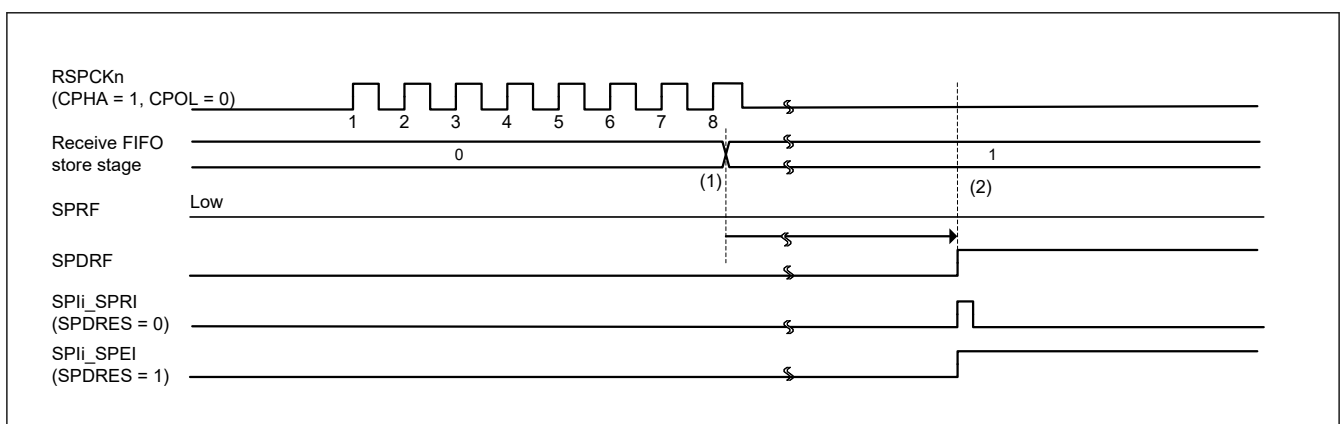 RSPCKn
(CPHA = 1, CPOL = 0)
1 2 3 4 5 6 7 8
Receive FIFO
store stage
0 1
(1) (2)
SPRF Low
SPDRF
SPIi_SPRI
(SPDRES = 0)
SPIi_SPEI
(SPDRES = 1)